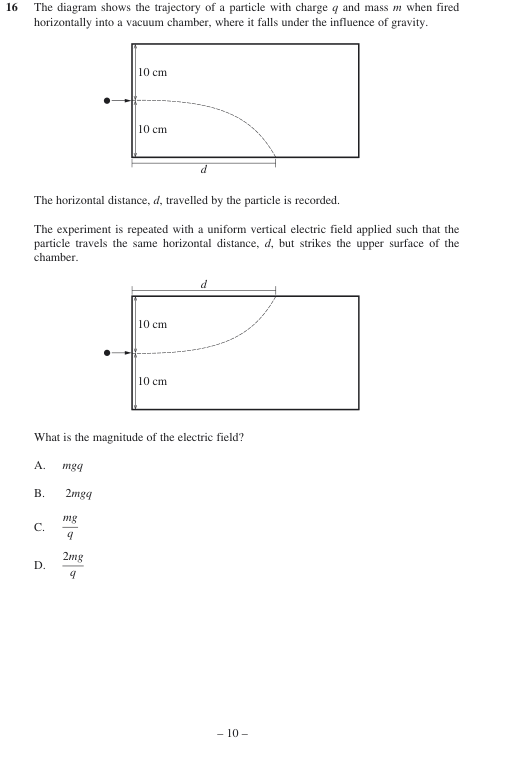 16 The diagram shows the trajectory of a particle with charge q and mass m when fired
horizontally into a vacuum chamber, where it falls under the influence of gravity.
10 cm
10 cm
d
The horizontal distance, d, travelled by the particle is recorded.
The experiment is repeated with a uniform vertical electric field applied such that the
particle travels the same horizontal distance, d, but strikes the upper surface of the
chamber.
d
10 cm
10 cm
What is the magnitude of the electric field?
A. mgq
B. 2mgq
C. mg/q
D. 2mg/q
– 10 –